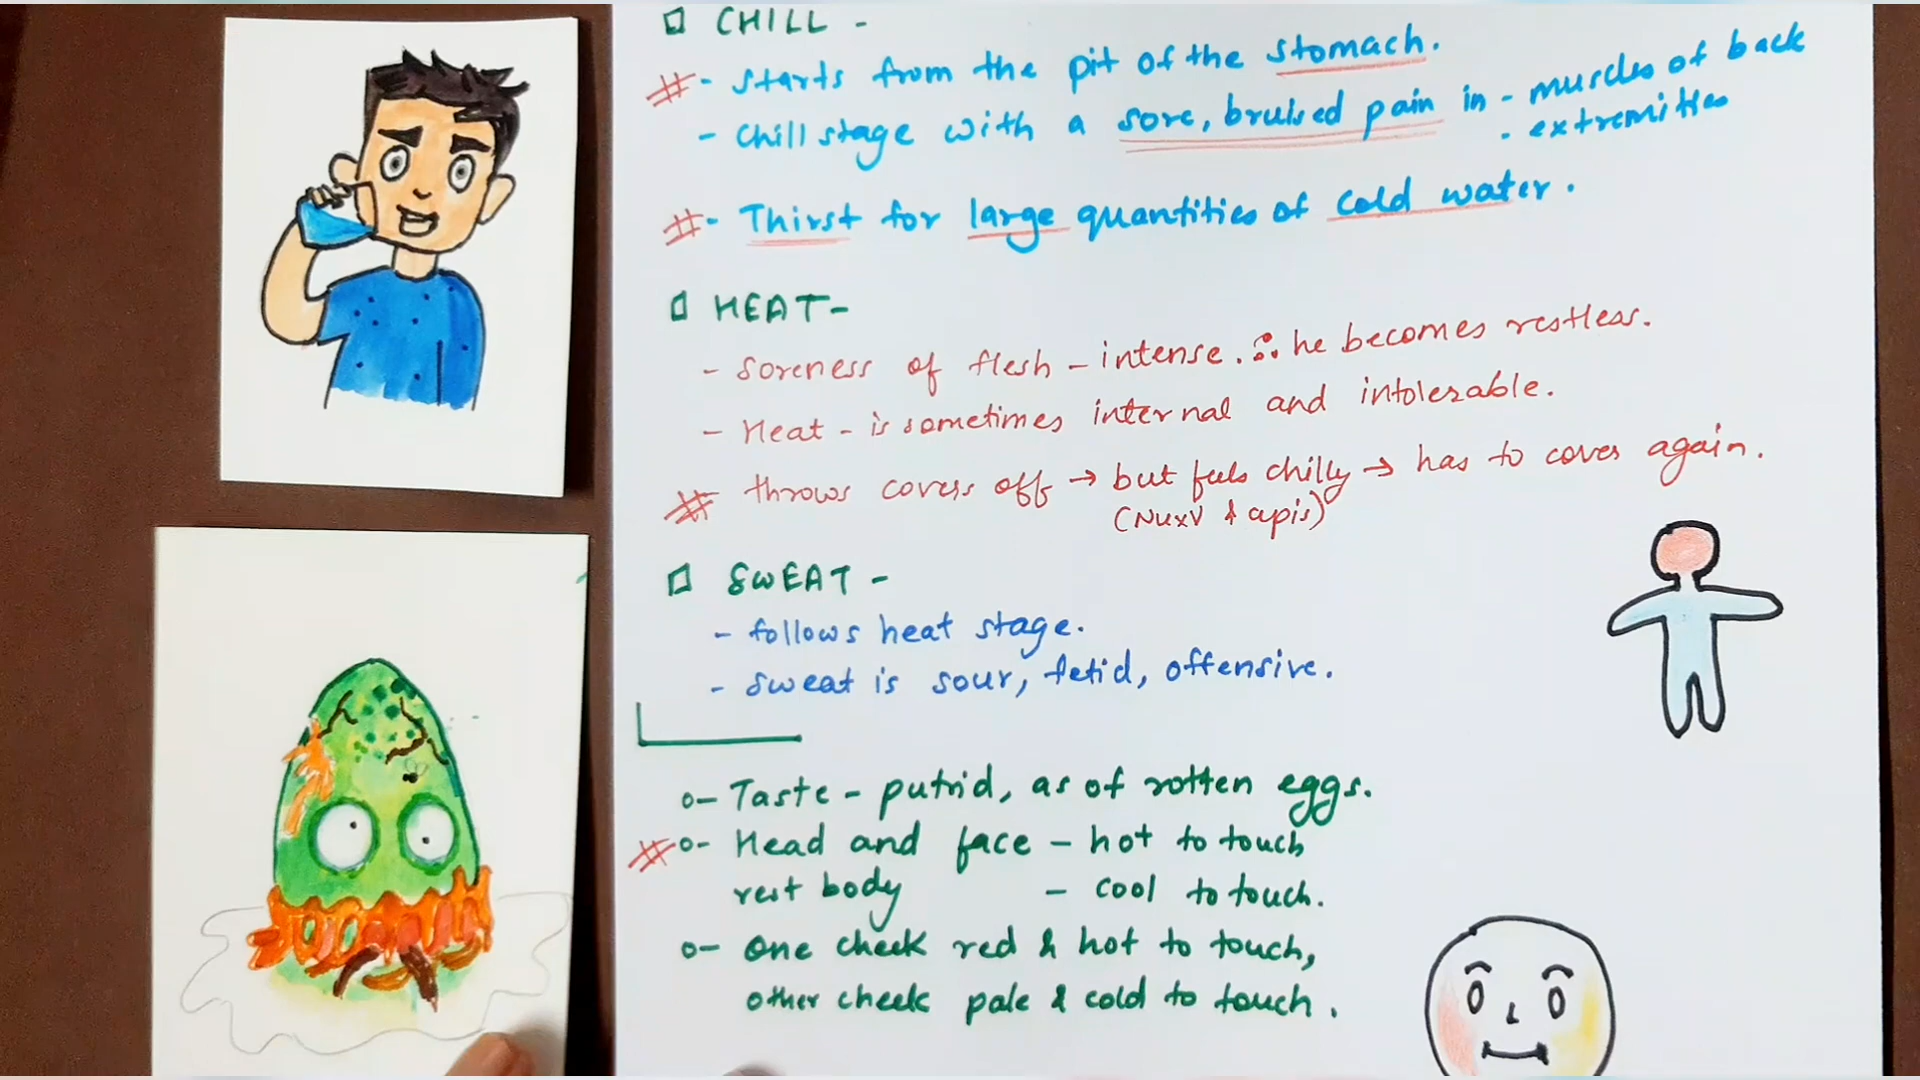 CHILL -
# - starts from the pit of the stomach.
- chill stage with a sore, bruised pain in - muscles of back
- extremities
# - Thirst for large quantities of cold water.
HEAT -
- soreness of flesh - intense. ∴ he becomes restless.
- Heat - is sometimes internal and intolerable.
# throws covers off → but feels chilly → has to cover again.
(NuxV & apis)
SWEAT -
- follows heat stage.
- sweat is sour, fetid, offensive.
o- Taste - putrid, as of rotten eggs.
# o- Head and face - hot to touch
rest body - cool to touch.
o- one cheek red & hot to touch,
other cheek pale & cold to touch.